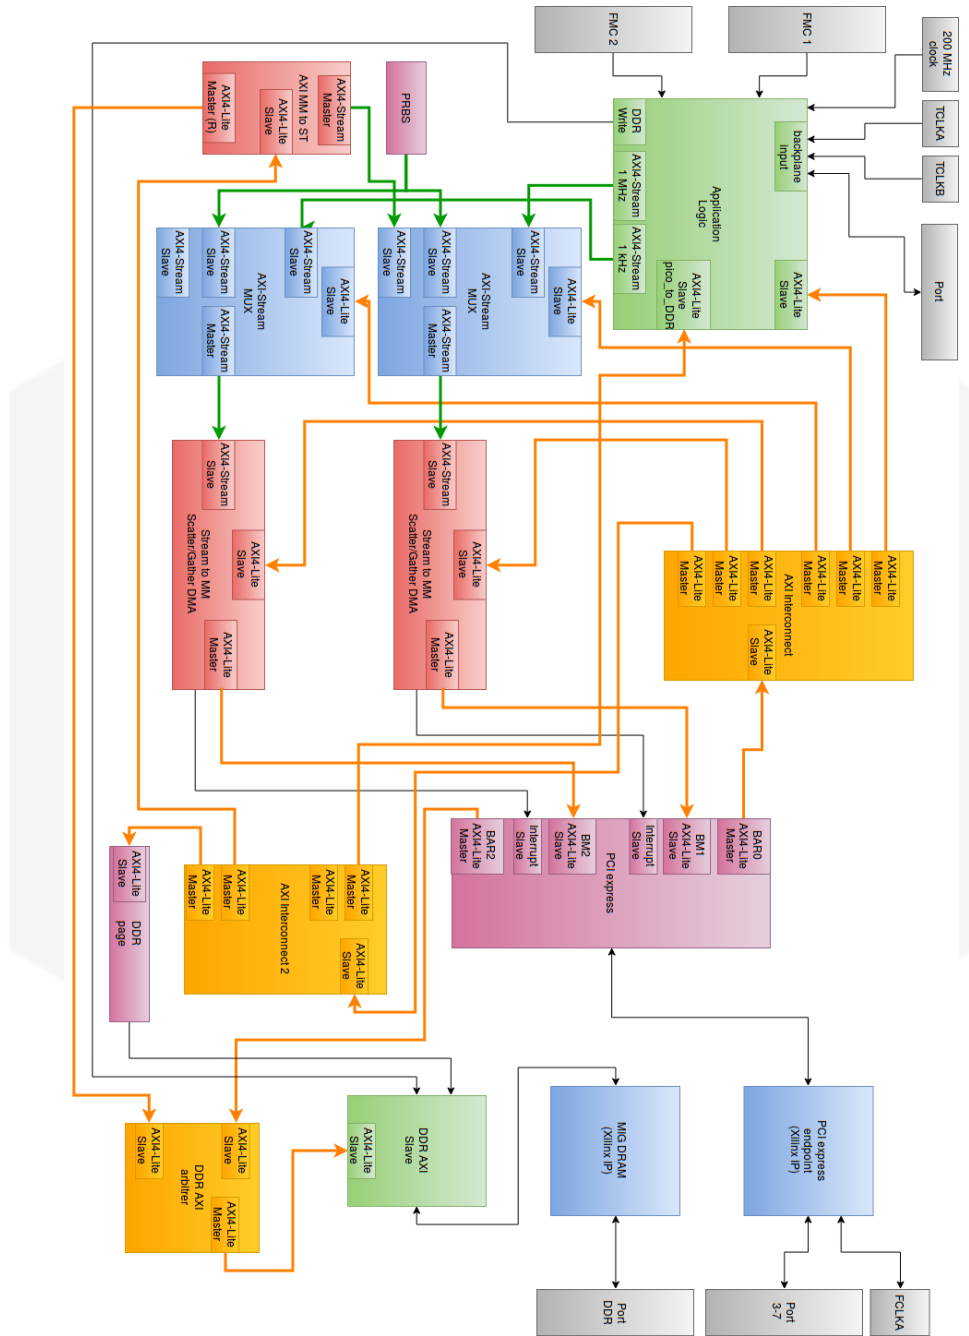 FMC 2
FMC 1
200 MHz
clock
TCLKA
TCLKB
Port
AXI MM to ST
AXI4-Stream
Master
AXI4-Lite
Slave
AXI4-Lite
Master (R)
PRBS
Application
Logic
backplane
input
DDR
Write
AXI4-Stream
1 MHz
AXI4-Stream
1 kHz
AXI4-Lite
Slave
pico_to_DDR
AXI4-Lite
Slave
AXI-Stream
MUX
AXI4-Stream
Slave
AXI4-Stream
Slave
AXI4-Stream
Slave
AXI4-Lite
Slave
AXI4-Stream
Master
AXI-Stream
MUX
AXI4-Stream
Slave
AXI4-Stream
Slave
AXI4-Stream
Slave
AXI4-Lite
Slave
AXI4-Stream
Master
Stream to MM
Scatter/Gather DMA
AXI4-Stream
Slave
AXI4-Lite
Slave
AXI4-Lite
Master
Stream to MM
Scatter/Gather DMA
AXI4-Stream
Slave
AXI4-Lite
Slave
AXI4-Lite
Master
AXI Interconnect
AXI4-Lite
Master
AXI4-Lite
Master
AXI4-Lite
Master
AXI4-Lite
Master
AXI4-Lite
Master
AXI4-Lite
Master
AXI4-Lite
Slave
PCI express
BAR0
AXI4-Lite
Master
BM1
AXI4-Lite
Slave
Interrupt
Slave
BM2
AXI4-Lite
Slave
Interrupt
Slave
BAR2
AXI4-Lite
Master
AXI Interconnect 2
AXI4-Lite
Master
AXI4-Lite
Master
AXI4-Lite
Master
AXI4-Lite
Master
AXI4-Lite
Slave
DDR
page
AXI4-Lite
Slave
DDR AXI
arbitrer
AXI4-Lite
Slave
AXI4-Lite
Slave
AXI4-Lite
Master
DDR AXI
Slave
AXI4-Lite
Slave
MIG DRAM
(Xilinx IP)
PCI express
endpoint
(Xilinx IP)
Port
DDR
Port
3-7
FCLKA